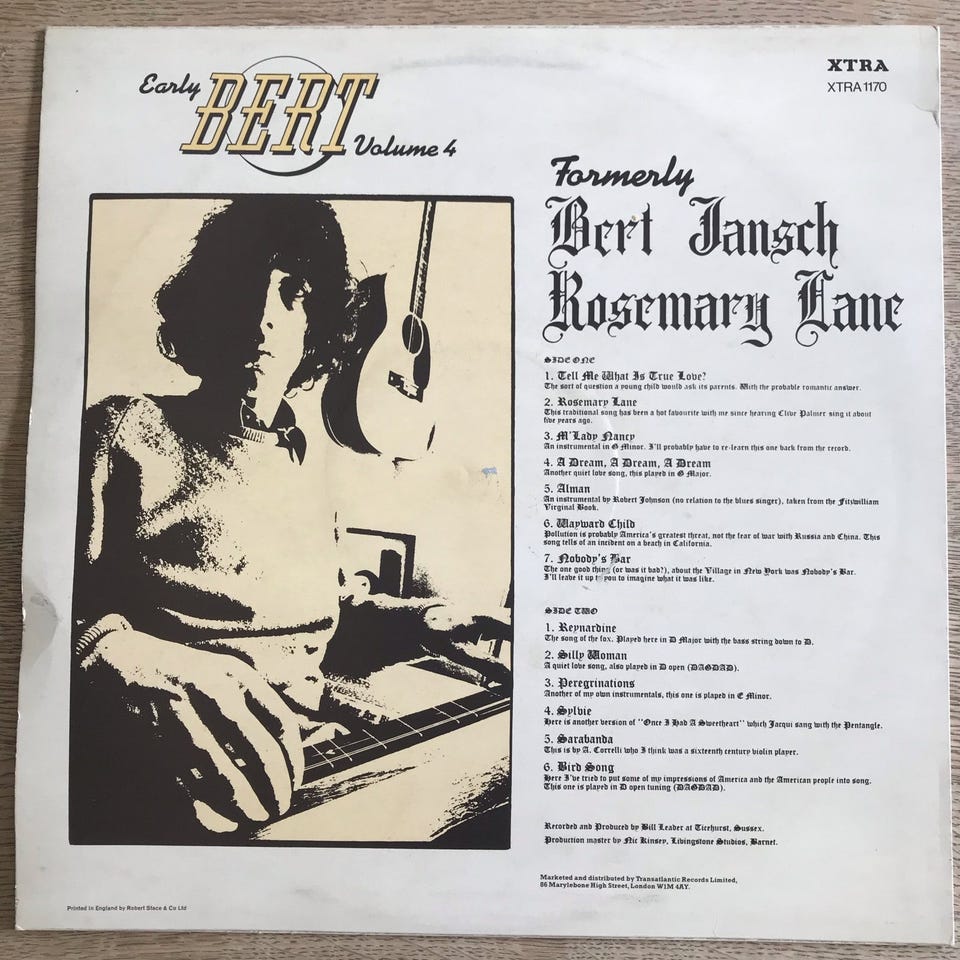 Early BERT Volume 4
XTRA
XTRA 1170
Formerly
Bert Jansch
Rosemary Lane
SIDE ONE
1. Tell Me What Is True Love?
The sort of question a young child would ask its parents. With the probable romantic answer.
2. Rosemary Lane
This traditional song has been a hot favourite with me since hearing Clive Palmer sing it about
five years ago.
3. M'Lady Nancy
An instrumental in G Minor. I'll probably have to re-learn this one back from the record.
4. A Dream, A Dream, A Dream
Another quiet love song, this played in G Major.
5. Alman
An instrumental by Robert Johnson (no relation to the blues singer), taken from the Fitzwilliam
Virginal Book.
6. Wayward Child
Pollution is probably America's greatest threat, not the fear of war with Russia and China. This
song tells of an incident on a beach in California.
7. Nobody's Bar
The one good thing (or was it bad?), about the Village in New York was Nobody's Bar.
I'll leave it up to you to imagine what it was like.
SIDE TWO
1. Reynardine
The song of the fox. Played here in D Major with the bass string down to D.
2. Silly Woman
A quiet love song, also played in D open (DAGDAD).
3. Peregrinations
Another of my own instrumentals, this one is played in E Minor.
4. Sylvie
Here is another version of "Once I Had A Sweetheart" which Jacqui sang with the Pentangle.
5. Sarabanda
This is by A. Correlli who I think was a sixteenth century violin player.
6. Bird Song
Here I've tried to put some of my impressions of America and the American people into song.
This one is played in D open tuning (DAGDAD).
Recorded and Produced by Bill Leader at Ticehurst, Sussex.
Production master by Nic Kinsey, Livingstone Studios, Barnet.
Marketed and distributed by Transatlantic Records Limited,
86 Marylebone High Street, London W1M 4AY.
Printed in England by Robert Stace & Co Ltd